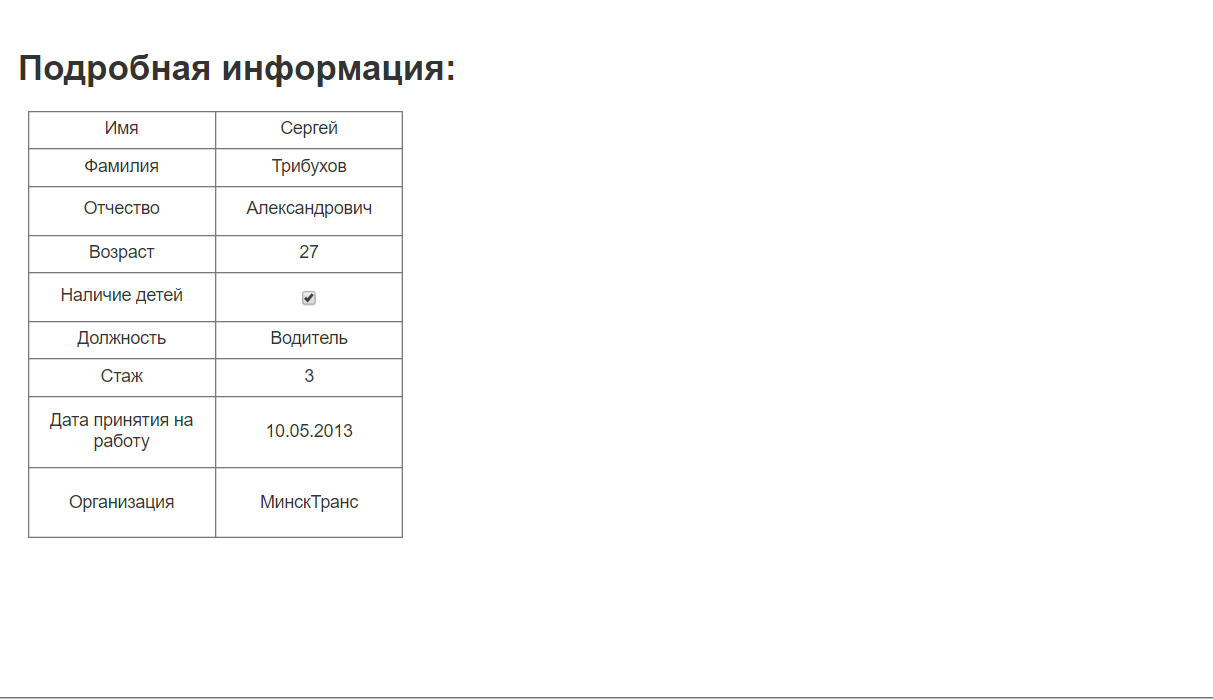 Подробная информация:
Имя Сергей
Фамилия Трибухов
Отчество Александрович
Возраст 27
Наличие детей
Должность Водитель
Стаж 3
Дата принятия на
работу 10.05.2013
Организация МинскТранс